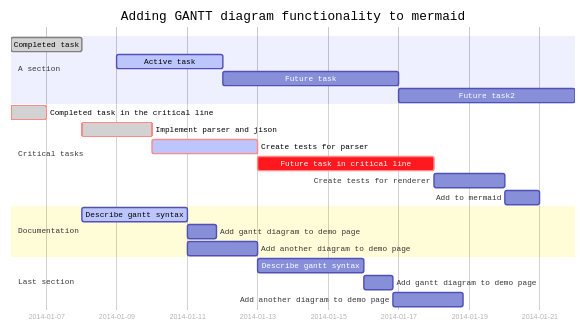 Adding GANTT diagram functionality to mermaid
Completed task
Active task
A section
Future task
Future task2
Completed task in the critical line
Implement parser and jison
Create tests for parser
Critical tasks
Future task in critical line
Create tests for renderer
Add to mermaid
Describe gantt syntax
Documentation
Add gantt diagram to demo page
Add another diagram to demo page
Describe gantt syntax
Last section
Add gantt diagram to demo page
Add another diagram to demo page
2014-01-07 2014-01-09 2014-01-11 2014-01-13 2014-01-15 2014-01-17 2014-01-19 2014-01-21